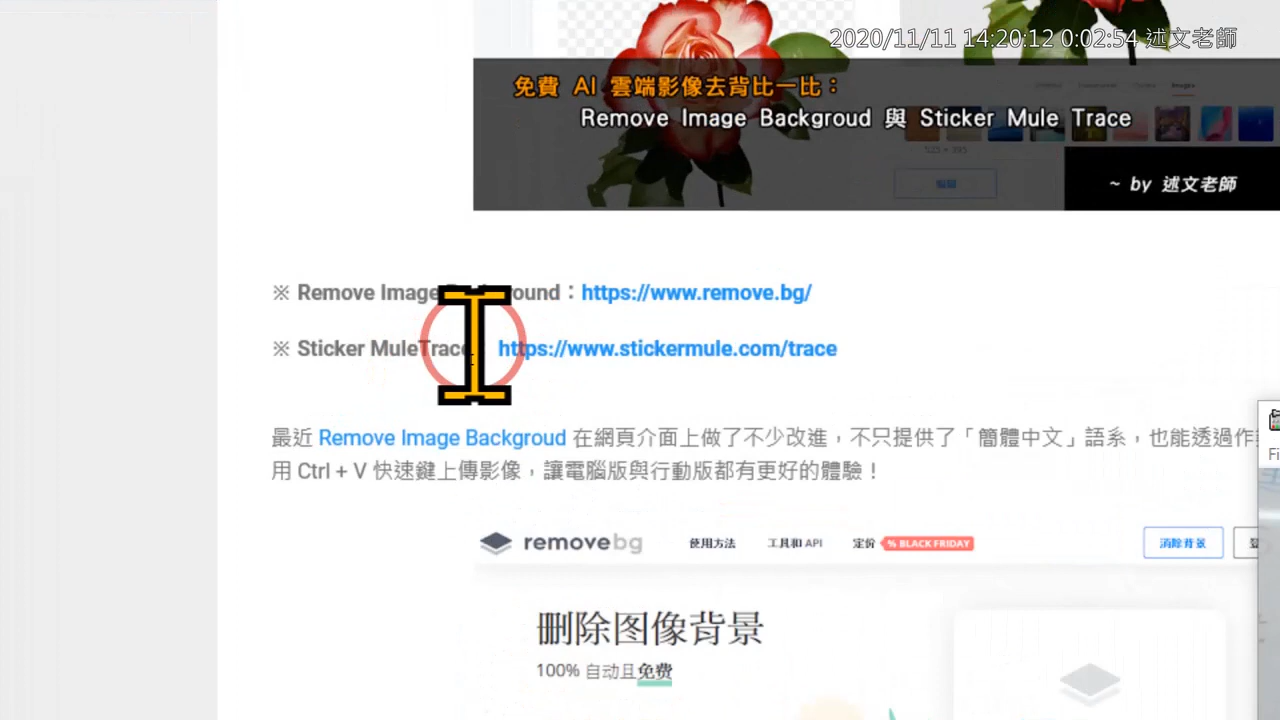 2020/11/11 14:20:12 0:02:54 述文老師
免費 AI 雲端影像去背比一比：
Remove Image Backgroud 與 Sticker Mule Trace
Images
525 × 395
編輯
~ by 述文老師
※ Remove Image ound：https://www.remove.bg/
※ Sticker MuleTrace https://www.stickermule.com/trace
最近 Remove Image Backgroud 在網頁介面上做了不少改進，不只提供了「簡體中文」語系，也能透過作
用 Ctrl + V 快速鍵上傳影像，讓電腦版與行動版都有更好的體驗！
Fi
removebg 使用方法 工具和 API 定价 % BLACK FRIDAY 消除背景 登
删除图像背景
100% 自动且免费